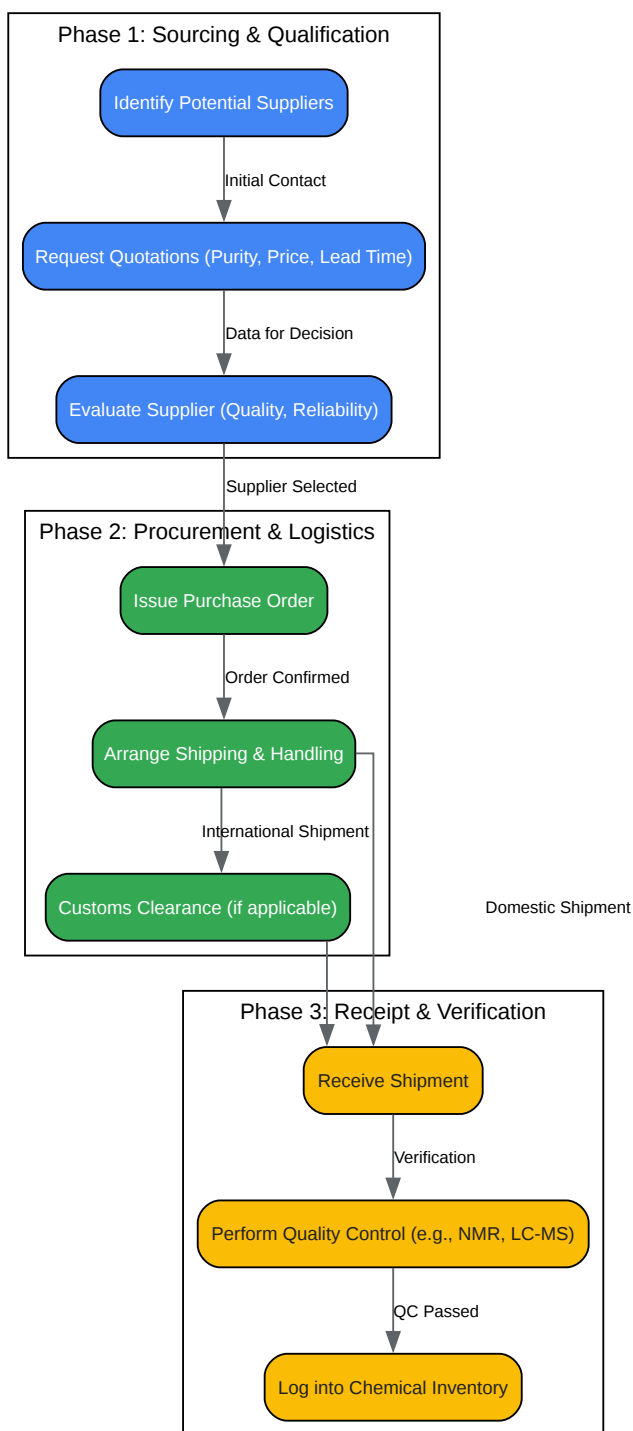 Phase 1: Sourcing & Qualification
Identify Potential Suppliers
Initial Contact
Request Quotations (Purity, Price, Lead Time)
Data for Decision
Evaluate Supplier (Quality, Reliability)
Supplier Selected
Phase 2: Procurement & Logistics
Issue Purchase Order
Order Confirmed
Arrange Shipping & Handling
International Shipment
Customs Clearance (if applicable)
Domestic Shipment
Phase 3: Receipt & Verification
Receive Shipment
Verification
Perform Quality Control (e.g., NMR, LC-MS)
QC Passed
Log into Chemical Inventory